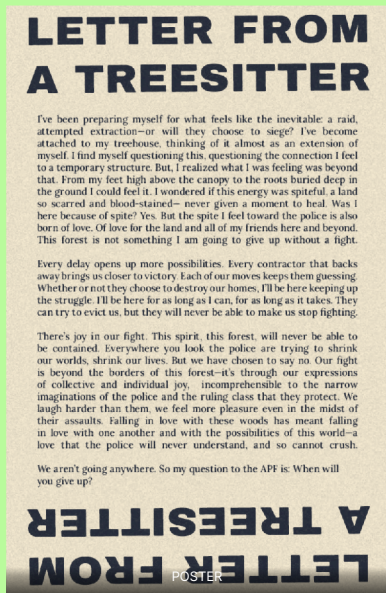 LETTER FROM
A TREESITTER
I've been preparing myself for what feels like the inevitable: a raid,
attempted extraction—or will they choose to siege? I've become
attached to my treehouse, thinking of it almost as an extension of
myself. I find myself questioning this, questioning the connection I feel
to a temporary structure. But, I realized what I was feeling was beyond
that. From my feet high above the canopy to the roots buried deep in
the ground I could feel it. I wondered if this energy was spiteful, a land
so scarred and blood-stained— never given a moment to heal. Was I
here because of spite? Yes. But the spite I feel toward the police is also
born of love. Of love for the land and all of my friends here and beyond.
This forest is not something I am going to give up without a fight.
Every delay opens up more possibilities. Every contractor that backs
away brings us closer to victory. Each of our moves keeps them guessing.
Whether or not they choose to destroy our homes, I'll be here keeping up
the struggle. I'll be here for as long as I can, for as long as it takes. They
can try to evict us, but they will never be able to make us stop fighting.
There's joy in our fight. This spirit, this forest, will never be able to
be contained. Everywhere you look the police are trying to shrink
our worlds, shrink our lives. But we have chosen to say no. Our fight
is beyond the borders of this forest—it's through our expressions
of collective and individual joy, incomprehensible to the narrow
imaginations of the police and the ruling class that they protect. We
laugh harder than them, we feel more pleasure even in the midst of
their assaults. Falling in love with these woods has meant falling
in love with one another and with the possibilities of this world—a
love that the police will never understand, and so cannot crush.
We aren't going anywhere. So my question to the APF is: When will
you give up?
A TREESITTER
LETTER FROM
POSTER